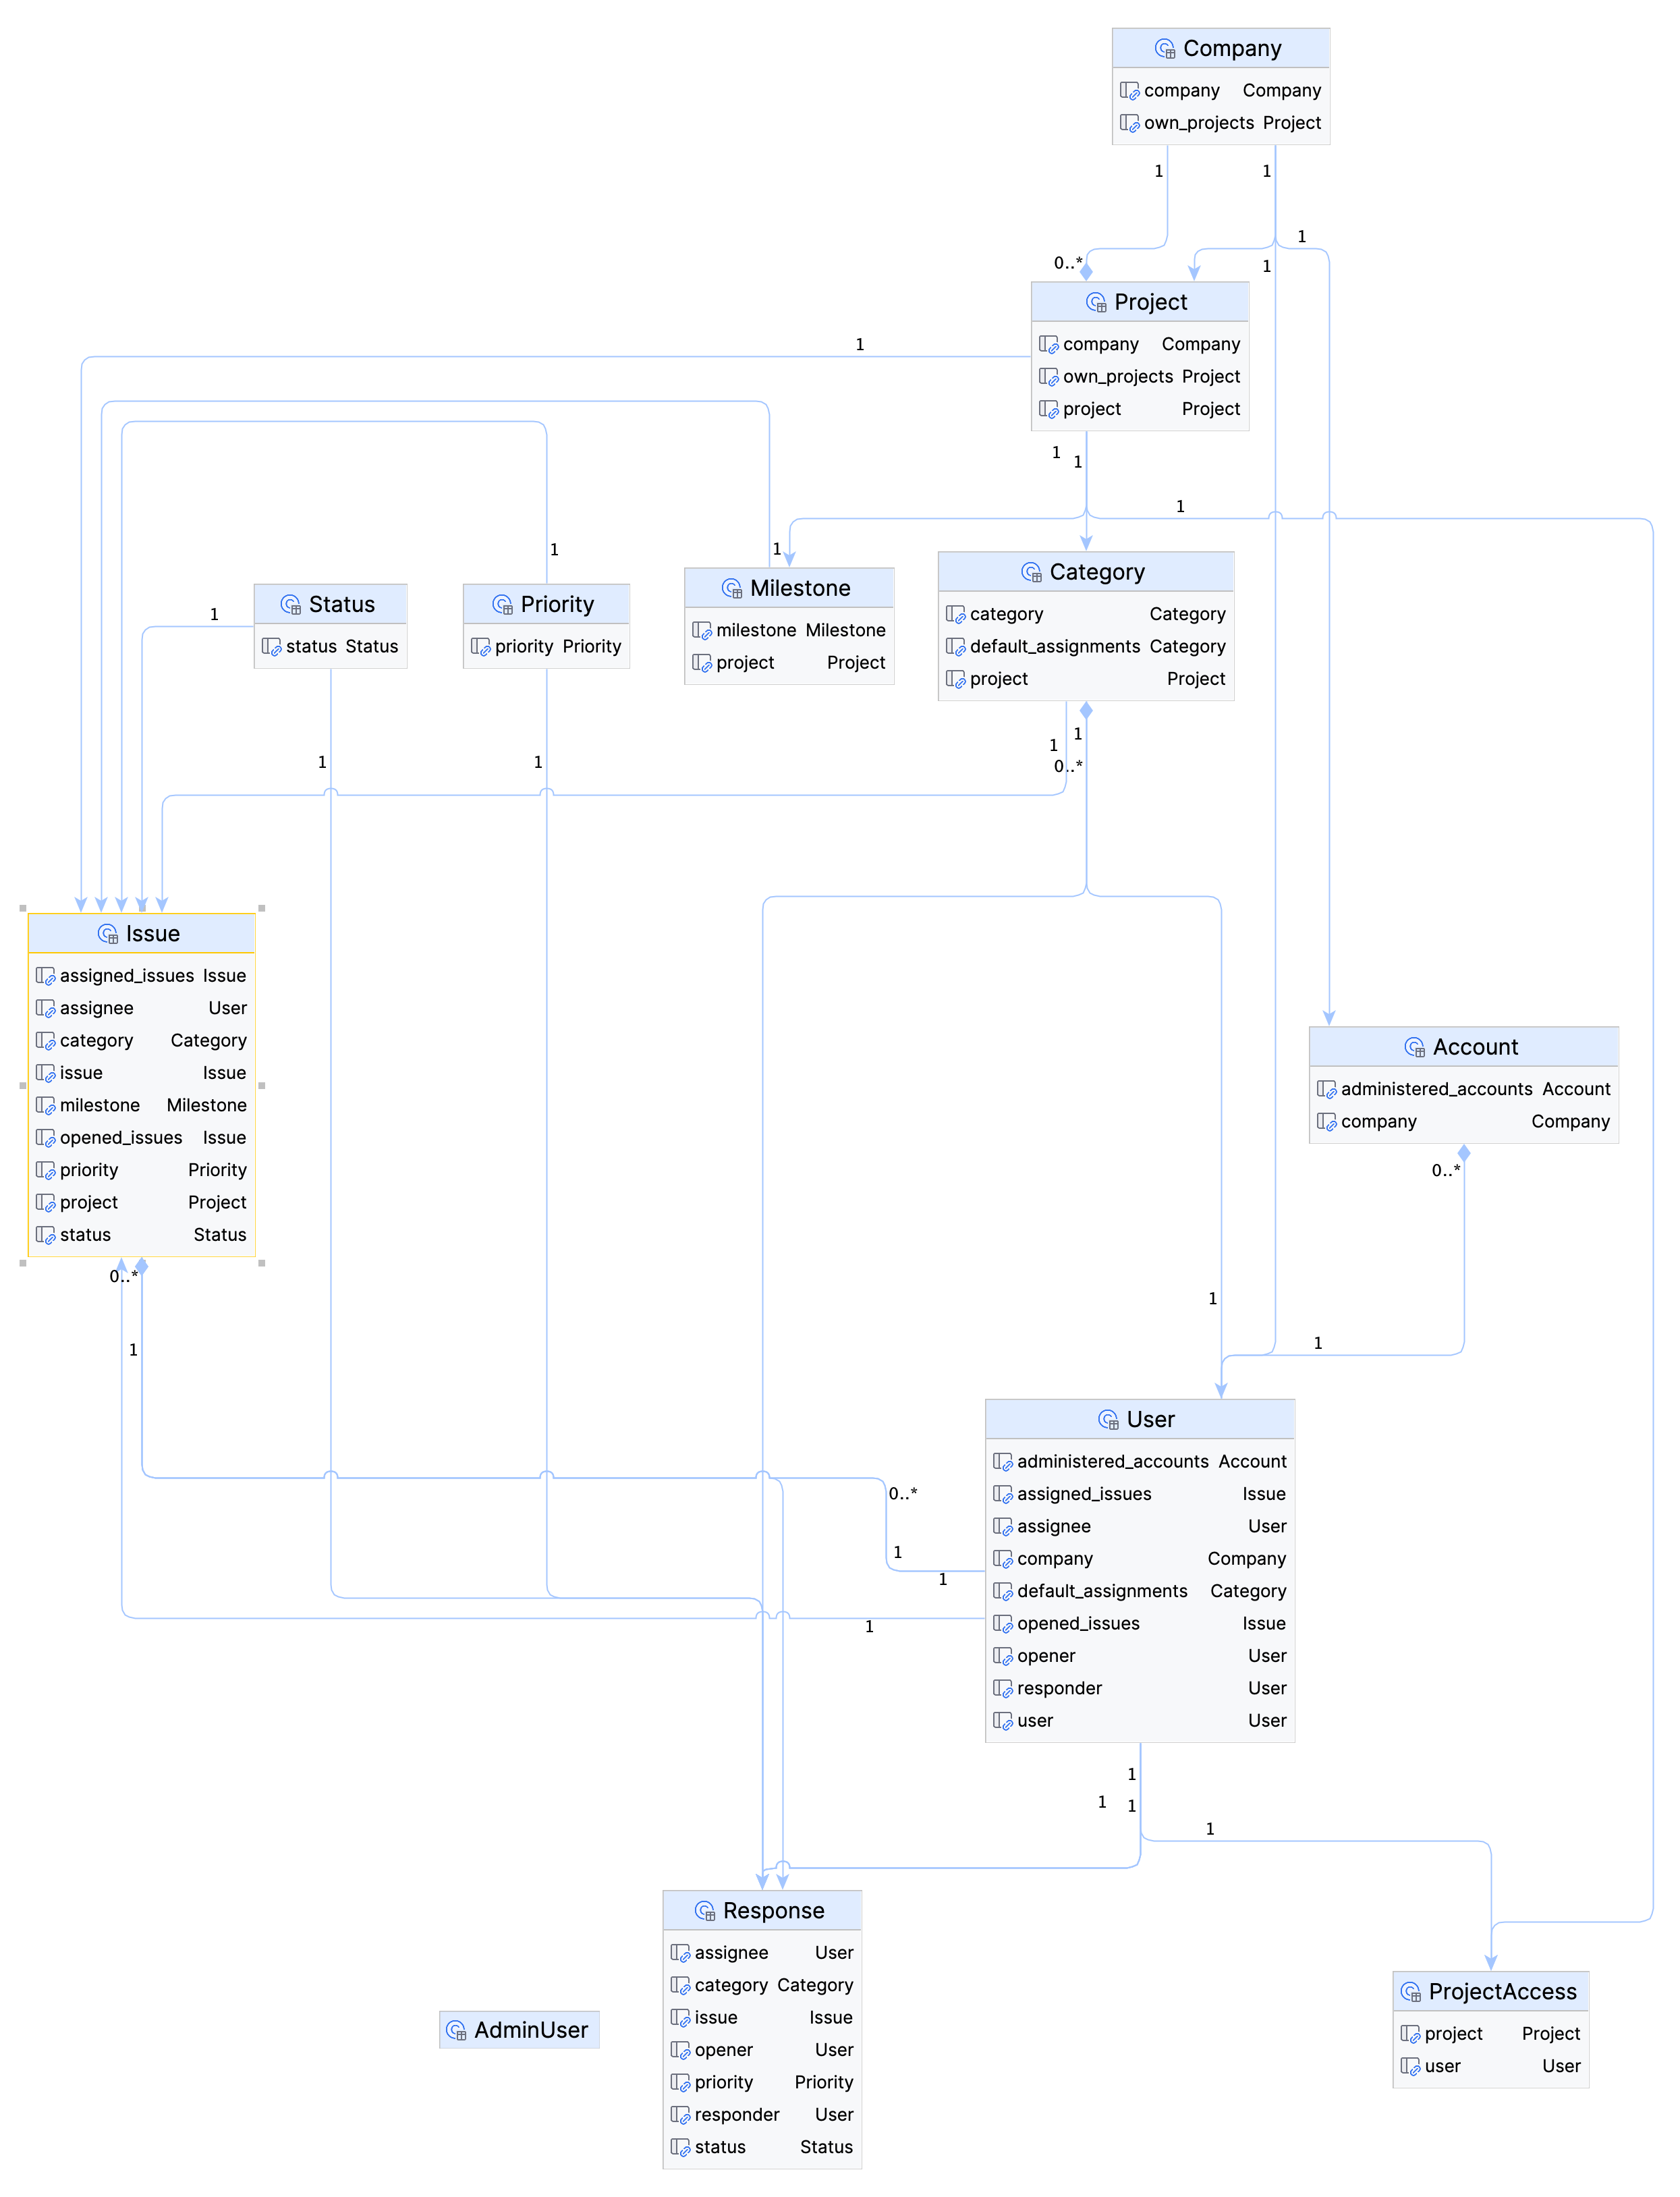 Company
company Company
own_projects Project
1 1
1
0..* 1
Project
company Company
own_projects Project
project Project
1
1 1
1
1 1
Category
category Category
default_assignments Category
project Project
Milestone
milestone Milestone
project Project
Priority
priority Priority
Status
status Status
1
1
1
1 1
0..*
Issue
assigned_issues Issue
assignee User
category Category
issue Issue
milestone Milestone
opened_issues Issue
priority Priority
project Project
status Status
0..*
1
Account
administered_accounts Account
company Company
0..*
1
1
User
administered_accounts Account
assigned_issues Issue
assignee User
company Company
default_assignments Category
opened_issues Issue
opener User
responder User
user User
0..*
1
1
1
1
1 1
1
Response
assignee User
category Category
issue Issue
opener User
priority Priority
responder User
status Status
AdminUser
ProjectAccess
project Project
user User